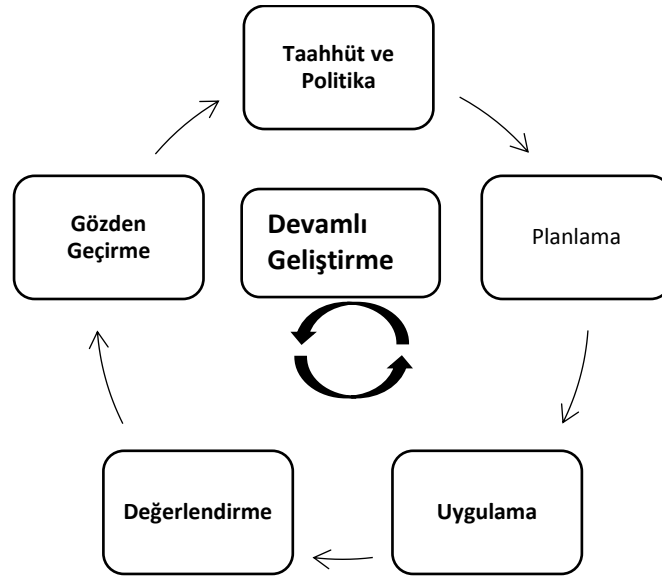 Taahhüt ve
Politika
Gözden
Geçirme
Devamlı
Geliştirme
Planlama
Değerlendirme
Uygulama